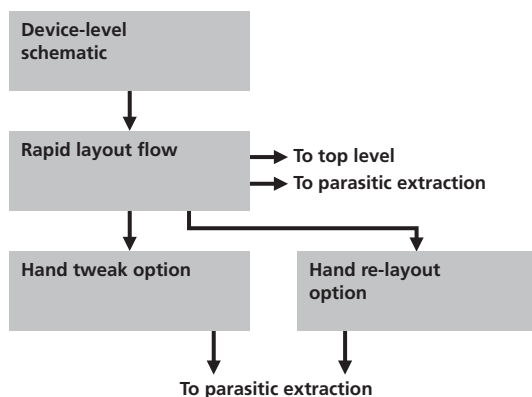 Device-level
schematic
Rapid layout flow
To top level
To parasitic extraction
Hand tweak option
Hand re-layout
option
To parasitic extraction